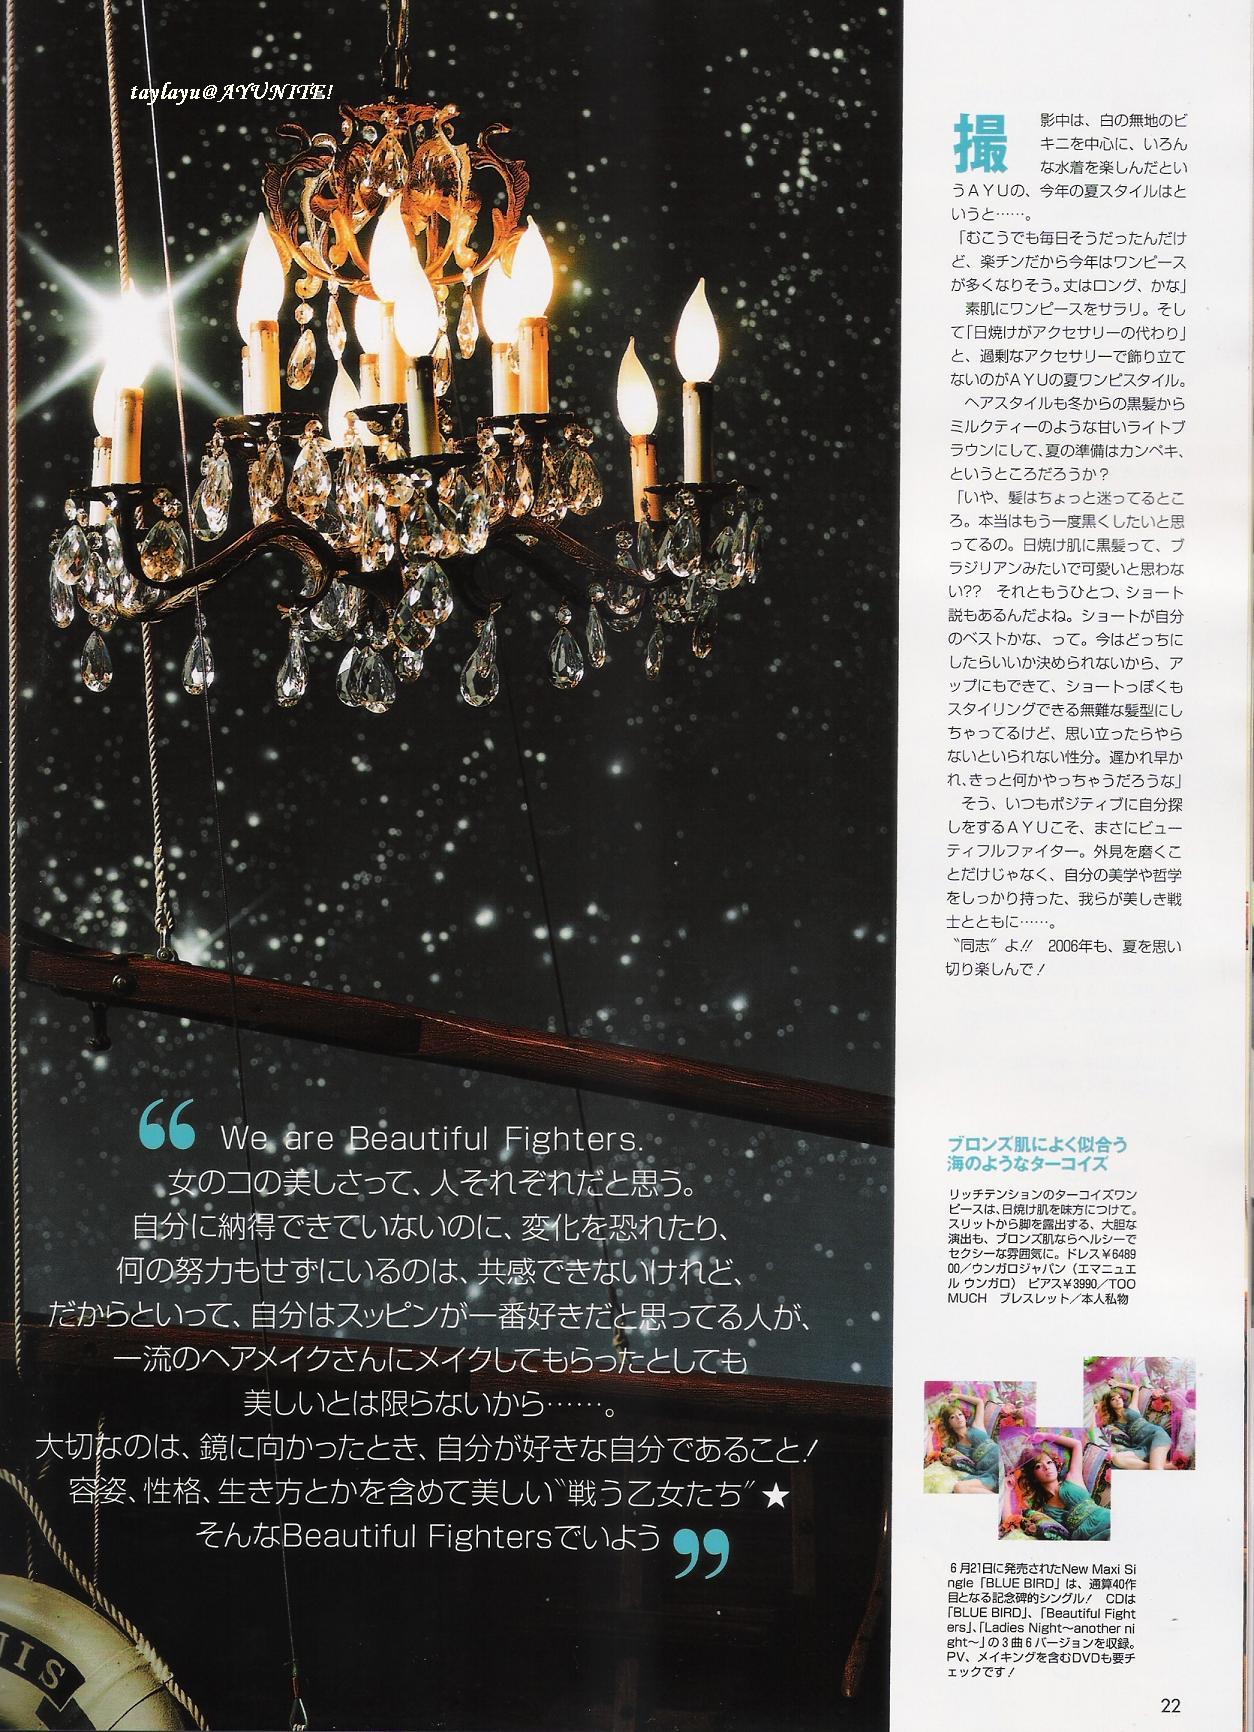 taylayu@AYUNITE!
撮影中は、白の無地のビ
キニを中心に、いろん
な水着を楽しんだとい
うAYUの、今年の夏スタイルはと
いうと……。
「むこうでも毎日そうだったんだけ
ど、楽チンだから今年はワンピース
が多くなりそう。丈はロング、かな」
素肌にワンピースをサラリ。そし
て「日焼けがアクセサリーの代わり」
と、過剰なアクセサリーで飾り立て
ないのがAYUの夏ワンピスタイル。
ヘアスタイルも冬からの黒髪から
ミルクティーのような甘いライトブ
ラウンにして、夏の準備はカンペキ、
というところだろうか?
「いや、髪はちょっと迷ってるとこ
ろ。本当はもう一度黒くしたいと思
ってるの。日焼け肌に黒髪って、ブ
ラジリアンみたいで可愛いと思わな
い?? それともうひとつ、ショート
説もあるんだよね。ショートが自分
のベストかな、って。今はどっちに
したらいいか決められないから、ア
ップにもできて、ショートっぽくも
スタイリングできる無難な髪型にし
ちゃってるけど、思い立ったらやら
ないといられない性分。遅かれ早か
れ、きっと何かやっちゃうだろうな」
そう、いつもポジティブに自分探
しをするAYUこそ、まさにビュー
ティフルファイター。外見を磨くこ
とだけじゃなく、自分の美学や哲学
をしっかり持った、我らが美しき戦
士とともに……。
〝同志〟よ!! 2006年も、夏を思い
切り楽しんで!
“ We are Beautiful Fighters.
女のコの美しさって、人それぞれだと思う。
自分に納得できていないのに、変化を恐れたり、
何の努力もせずにいるのは、共感できないけれど、
だからといって、自分はスッピンが一番好きだと思ってる人が、
一流のヘアメイクさんにメイクしてもらったとしても
美しいとは限らないから……。
大切なのは、鏡に向かったとき、自分が好きな自分であること!
容姿、性格、生き方とかを含めて美しい〝戦う乙女たち〟★
そんなBeautiful Fightersでいよう ”
ブロンズ肌によく似合う
海のようなターコイズ
リッチテンションのターコイズワン
ピースは、日焼け肌を味方につけて。
スリットから脚を露出する、大胆な
演出も、ブロンズ肌ならヘルシーで
セクシーな雰囲気に。ドレス¥6489
00/ウンガロジャパン(エマニュエ
ル ウンガロ) ピアス¥3990/TOO
MUCH ブレスレット/本人私物
6月21日に発売されたNew Maxi Si
ngle「BLUE BIRD」は、通算40作
目となる記念碑的シングル! CDは
「BLUE BIRD」、「Beautiful Fight
ers」、「Ladies Night〜another ni
ght〜」の3曲6バージョンを収録。
PV、メイキングを含むDVDも要チ
ェックです!
22